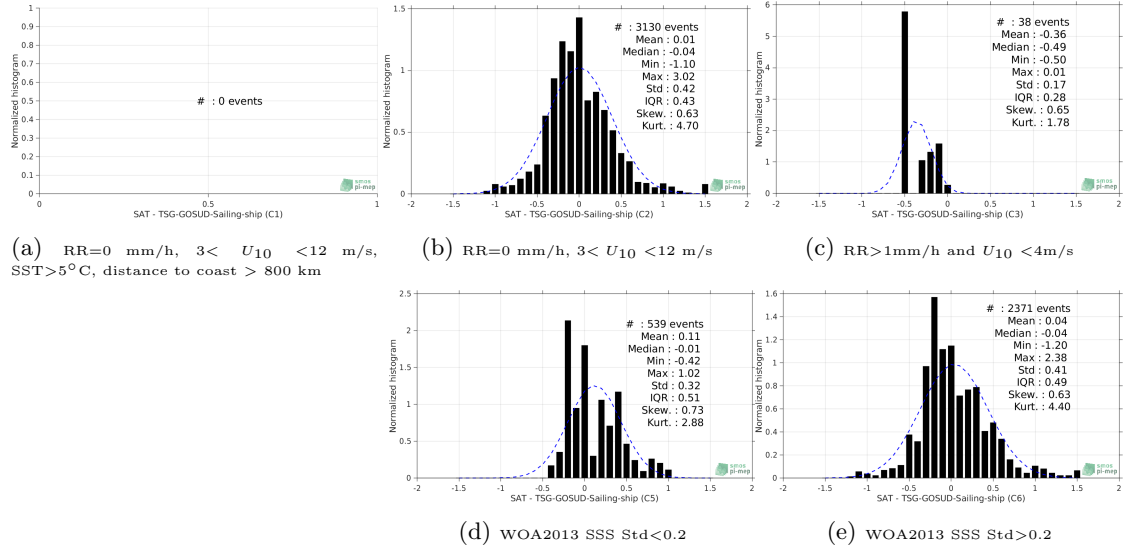 1
0.9
0.8
0.7
0.6
0.5
0.4
0.3
0.2
0.1
0
Normalized histogram
# : 0 events
smos
pi-mep
0 0.5 1
SAT - TSG-GOSUD-Sailing-ship (C1)
(a) RR=0 mm/h, 3< U10 <12 m/s,
SST>5°C, distance to coast > 800 km
1.5
1
0.5
0
Normalized histogram
# : 3130 events
Mean : 0.01
Median : -0.04
Min : -1.10
Max : 3.02
Std : 0.42
IQR : 0.43
Skew. : 0.63
Kurt. : 4.70
smos
pi-mep
-2 -1.5 -1 -0.5 0 0.5 1 1.5 2
SAT - TSG-GOSUD-Sailing-ship (C2)
(b) RR=0 mm/h, 3< U10 <12 m/s
6
5
4
3
2
1
0
Normalized histogram
# : 38 events
Mean : -0.36
Median : -0.49
Min : -0.50
Max : 0.01
Std : 0.17
IQR : 0.28
Skew. : 0.65
Kurt. : 1.78
smos
pi-mep
-2 -1.5 -1 -0.5 0 0.5 1 1.5 2
SAT - TSG-GOSUD-Sailing-ship (C3)
(c) RR>1mm/h and U10 <4m/s
2.5
2
1.5
1
0.5
0
Normalized histogram
# : 539 events
Mean : 0.11
Median : -0.01
Min : -0.42
Max : 1.02
Std : 0.32
IQR : 0.51
Skew. : 0.73
Kurt. : 2.88
smos
pi-mep
-2 -1.5 -1 -0.5 0 0.5 1 1.5 2
SAT - TSG-GOSUD-Sailing-ship (C5)
(d) WOA2013 SSS Std<0.2
1.6
1.4
1.2
1
0.8
0.6
0.4
0.2
0
Normalized histogram
# : 2371 events
Mean : 0.04
Median : -0.04
Min : -1.20
Max : 2.38
Std : 0.41
IQR : 0.49
Skew. : 0.63
Kurt. : 4.40
smos
pi-mep
-2 -1.5 -1 -0.5 0 0.5 1 1.5 2
SAT - TSG-GOSUD-Sailing-ship (C6)
(e) WOA2013 SSS Std>0.2